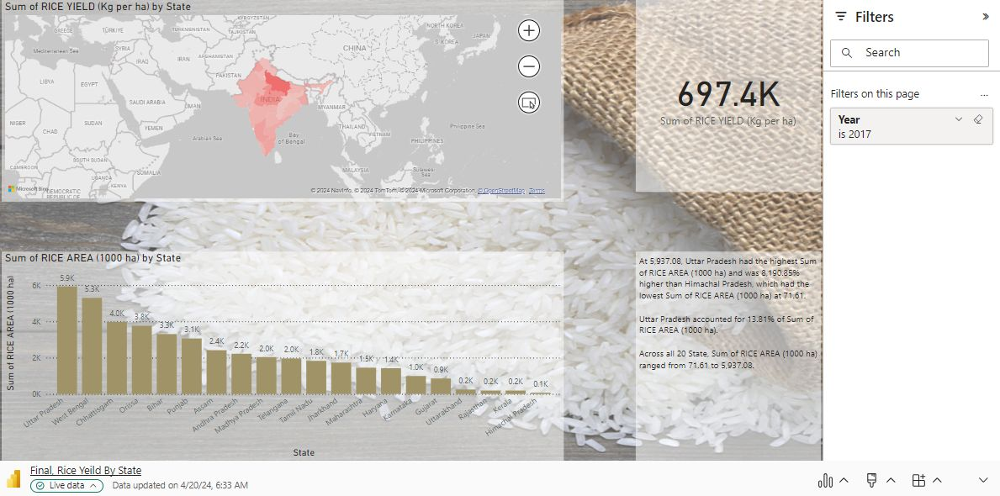 Sum of RICE YIELD (Kg per ha) by State
KYRGYZSTAN
NORTH KOREA
GREECE
TÜRKIYE
TURKMENISTAN
TAJIKISTAN
JAPAN
S. KOREA
Mediterranean Sea
SYRIA
CHINA
IRAQ
IRAN
AFGHANISTAN
PAKISTAN
LIBYA
EGYPT
SAUDI ARABIA
OMAN
INDIA
MYANMAR
NIGER
CHAD
SUDAN
YEMEN
Arabian Sea
Bay
of Bengal
THAILAND
VIETNAM
Philippine Sea
PHILIPPINES
SOUTH SUDAN
CAMEROON
UGANDA
SOMALIA
KENYA
MALAYSIA
Sulawesi
Sea
DEMOCRATIC
REPUBLIC OF
Microsoft Bing
© 2024 NavInfo, © 2024 TomTom, © 2024 Microsoft Corporation, © OpenStreetMap Terms
697.4K
Sum of RICE YIELD (Kg per ha)
Filters
Search
Filters on this page
...
Year
is 2017
Sum of RICE AREA (1000 ha) by State
Sum of RICE AREA (1000 ha)
6K
4K
2K
0K
5.9K
5.3K
4.0K
3.8K
3.3K
3.1K
2.4K
2.2K
2.0K
2.0K
1.8K
1.7K
1.5K
1.4K
1.0K
0.9K
0.2K
0.2K
0.2K
0.1K
Uttar Pradesh
West Bengal
Chhattisgarh
Orissa
Bihar
Punjab
Assam
Andhra Pradesh
Madhya Pradesh
Telangana
Tamil Nadu
Jharkhand
Maharashtra
Haryana
Karnataka
Gujarat
Uttarakhand
Rajasthan
Kerala
Himachal Pradesh
State
At 5,937.08, Uttar Pradesh had the highest Sum
of RICE AREA (1000 ha) and was 8,190.85%
higher than Himachal Pradesh, which had the
lowest Sum of RICE AREA (1000 ha) at 71.61.
Uttar Pradesh accounted for 13.81% of Sum of
RICE AREA (1000 ha).
Across all 20 State, Sum of RICE AREA (1000 ha)
ranged from 71.61 to 5,937.08.
Final, Rice Yeild By State
Live data
Data updated on 4/20/24, 6:33 AM